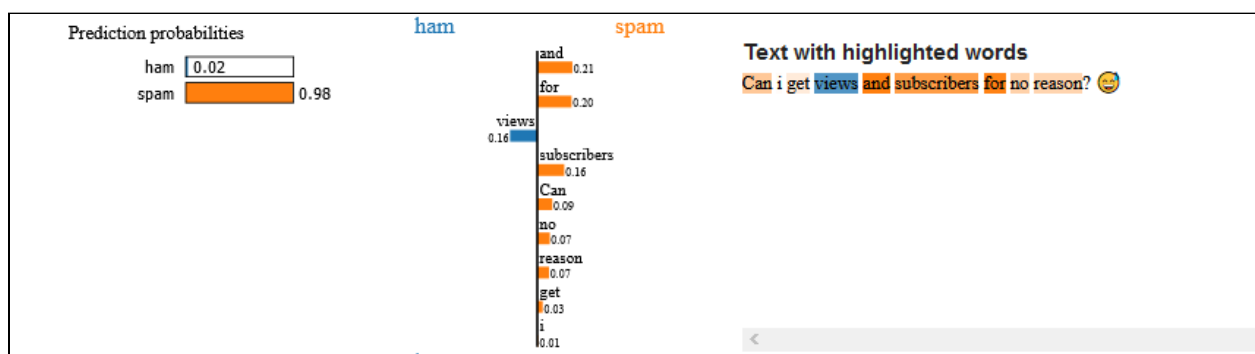 Prediction probabilities
ham 0.02
spam 0.98
ham spam
and
0.21
for
0.20
views
0.16
subscribers
0.16
Can
0.09
no
0.07
reason
0.07
get
0.03
i
0.01
Text with highlighted words
Can i get views and subscribers for no reason? 😅